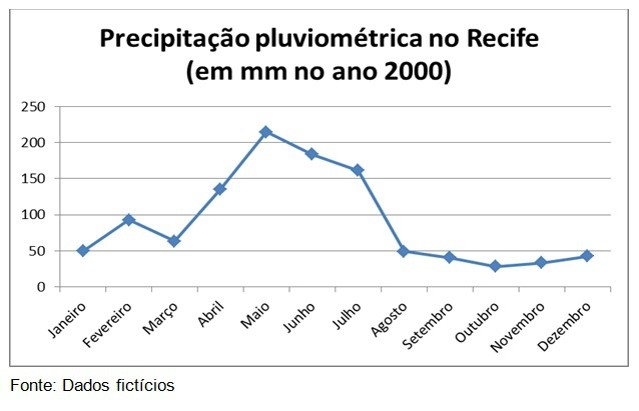 Precipitação pluviométrica no Recife
(em mm no ano 2000)
250
200
150
100
50
0
Janeiro
Fevereiro
Março
Abril
Maio
Junho
Julho
Agosto
Setembro
Outubro
Novembro
Dezembro
Fonte: Dados fictícios